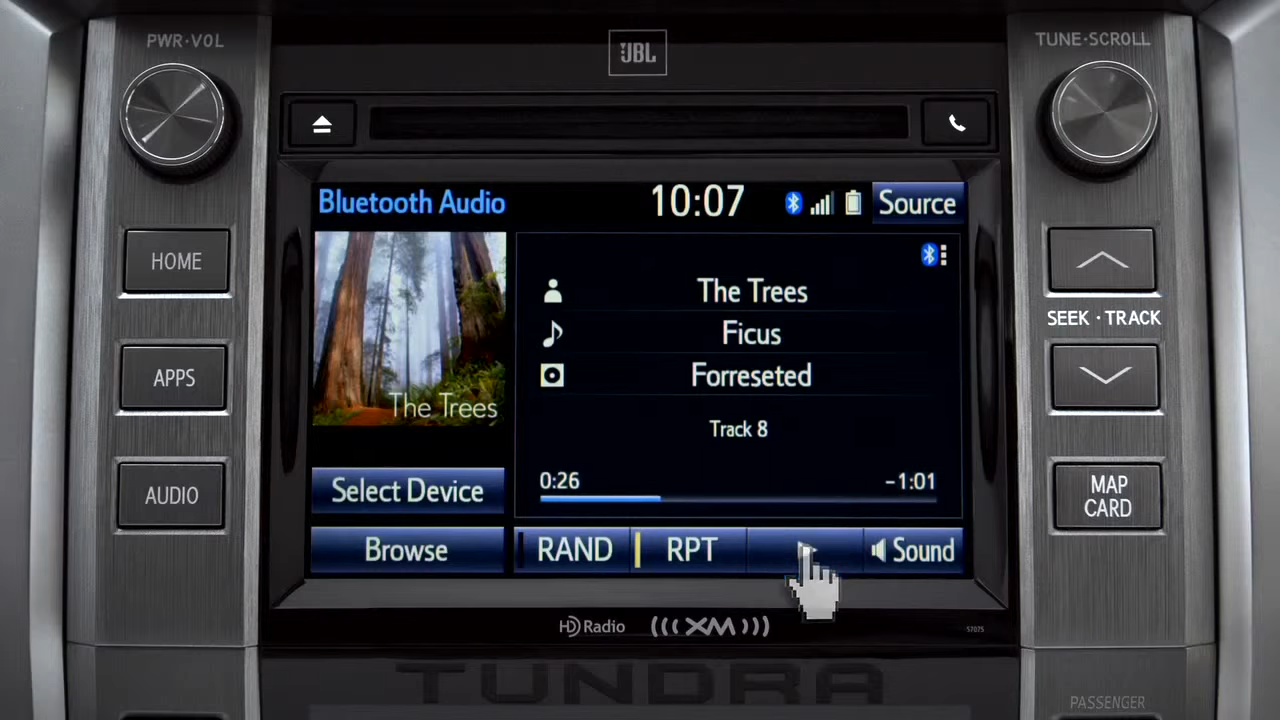 PWR·VOL
JBL
TUNE·SCROLL
Bluetooth Audio
10:07
Source
HOME
The Trees
SEEK · TRACK
Ficus
APPS
Forreseted
The Trees
Track 8
0:26
-1:01
Select Device
AUDIO
MAP
CARD
Browse
RAND
RPT
Sound
HD Radio
XM
57075
TUNDRA
PASSENGER